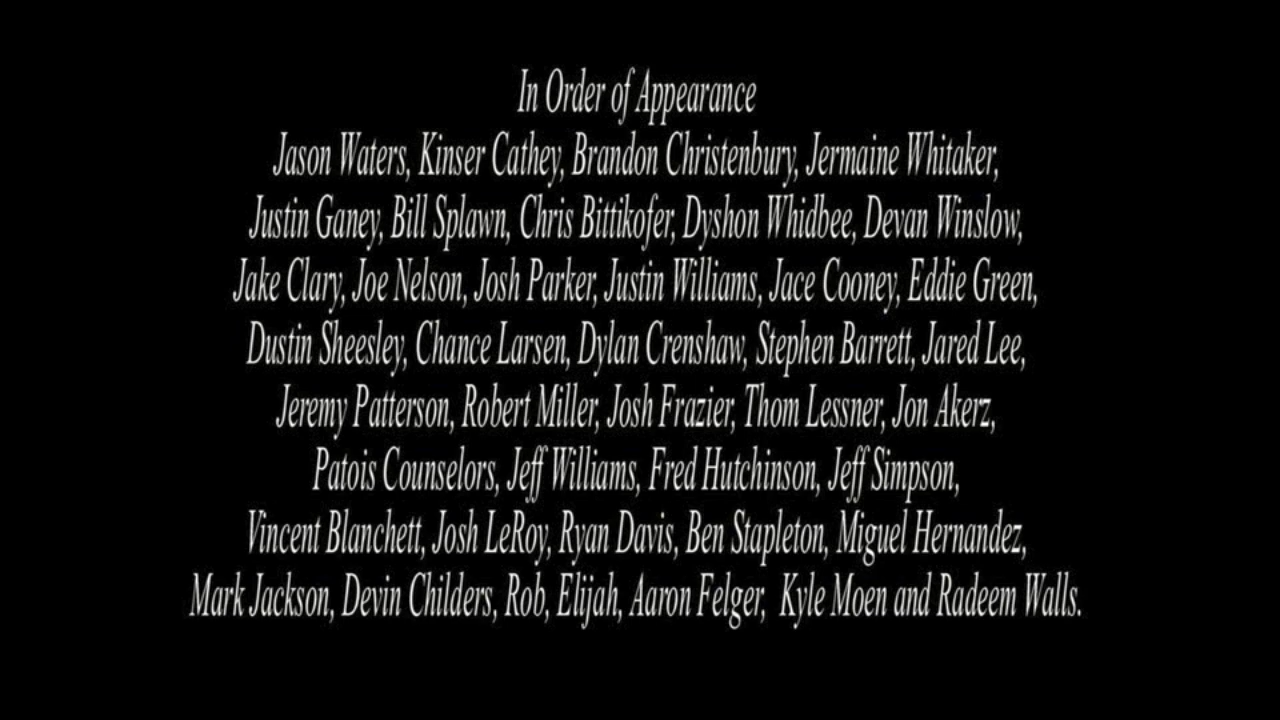 In Order of Appearance
Jason Waters, Kinser Cathey, Brandon Christenbury, Jermaine Whitaker,
Justin Ganey, Bill Splawn, Chris Bittikofer, Dyshon Whidbee, Devan Winslow,
Jake Clary, Joe Nelson, Josh Parker, Justin Williams, Jace Cooney, Eddie Green,
Dustin Sheesley, Chance Larsen, Dylan Crenshaw, Stephen Barrett, Jared Lee,
Jeremy Patterson, Robert Miller, Josh Frazier, Thom Lessner, Jon Akerz,
Patois Counselors, Jeff Williams, Fred Hutchinson, Jeff Simpson,
Vincent Blanchett, Josh LeRoy, Ryan Davis, Ben Stapleton, Miguel Hernandez,
Mark Jackson, Devin Childers, Rob, Elijah, Aaron Felger,  Kyle Moen and Radeem Walls.